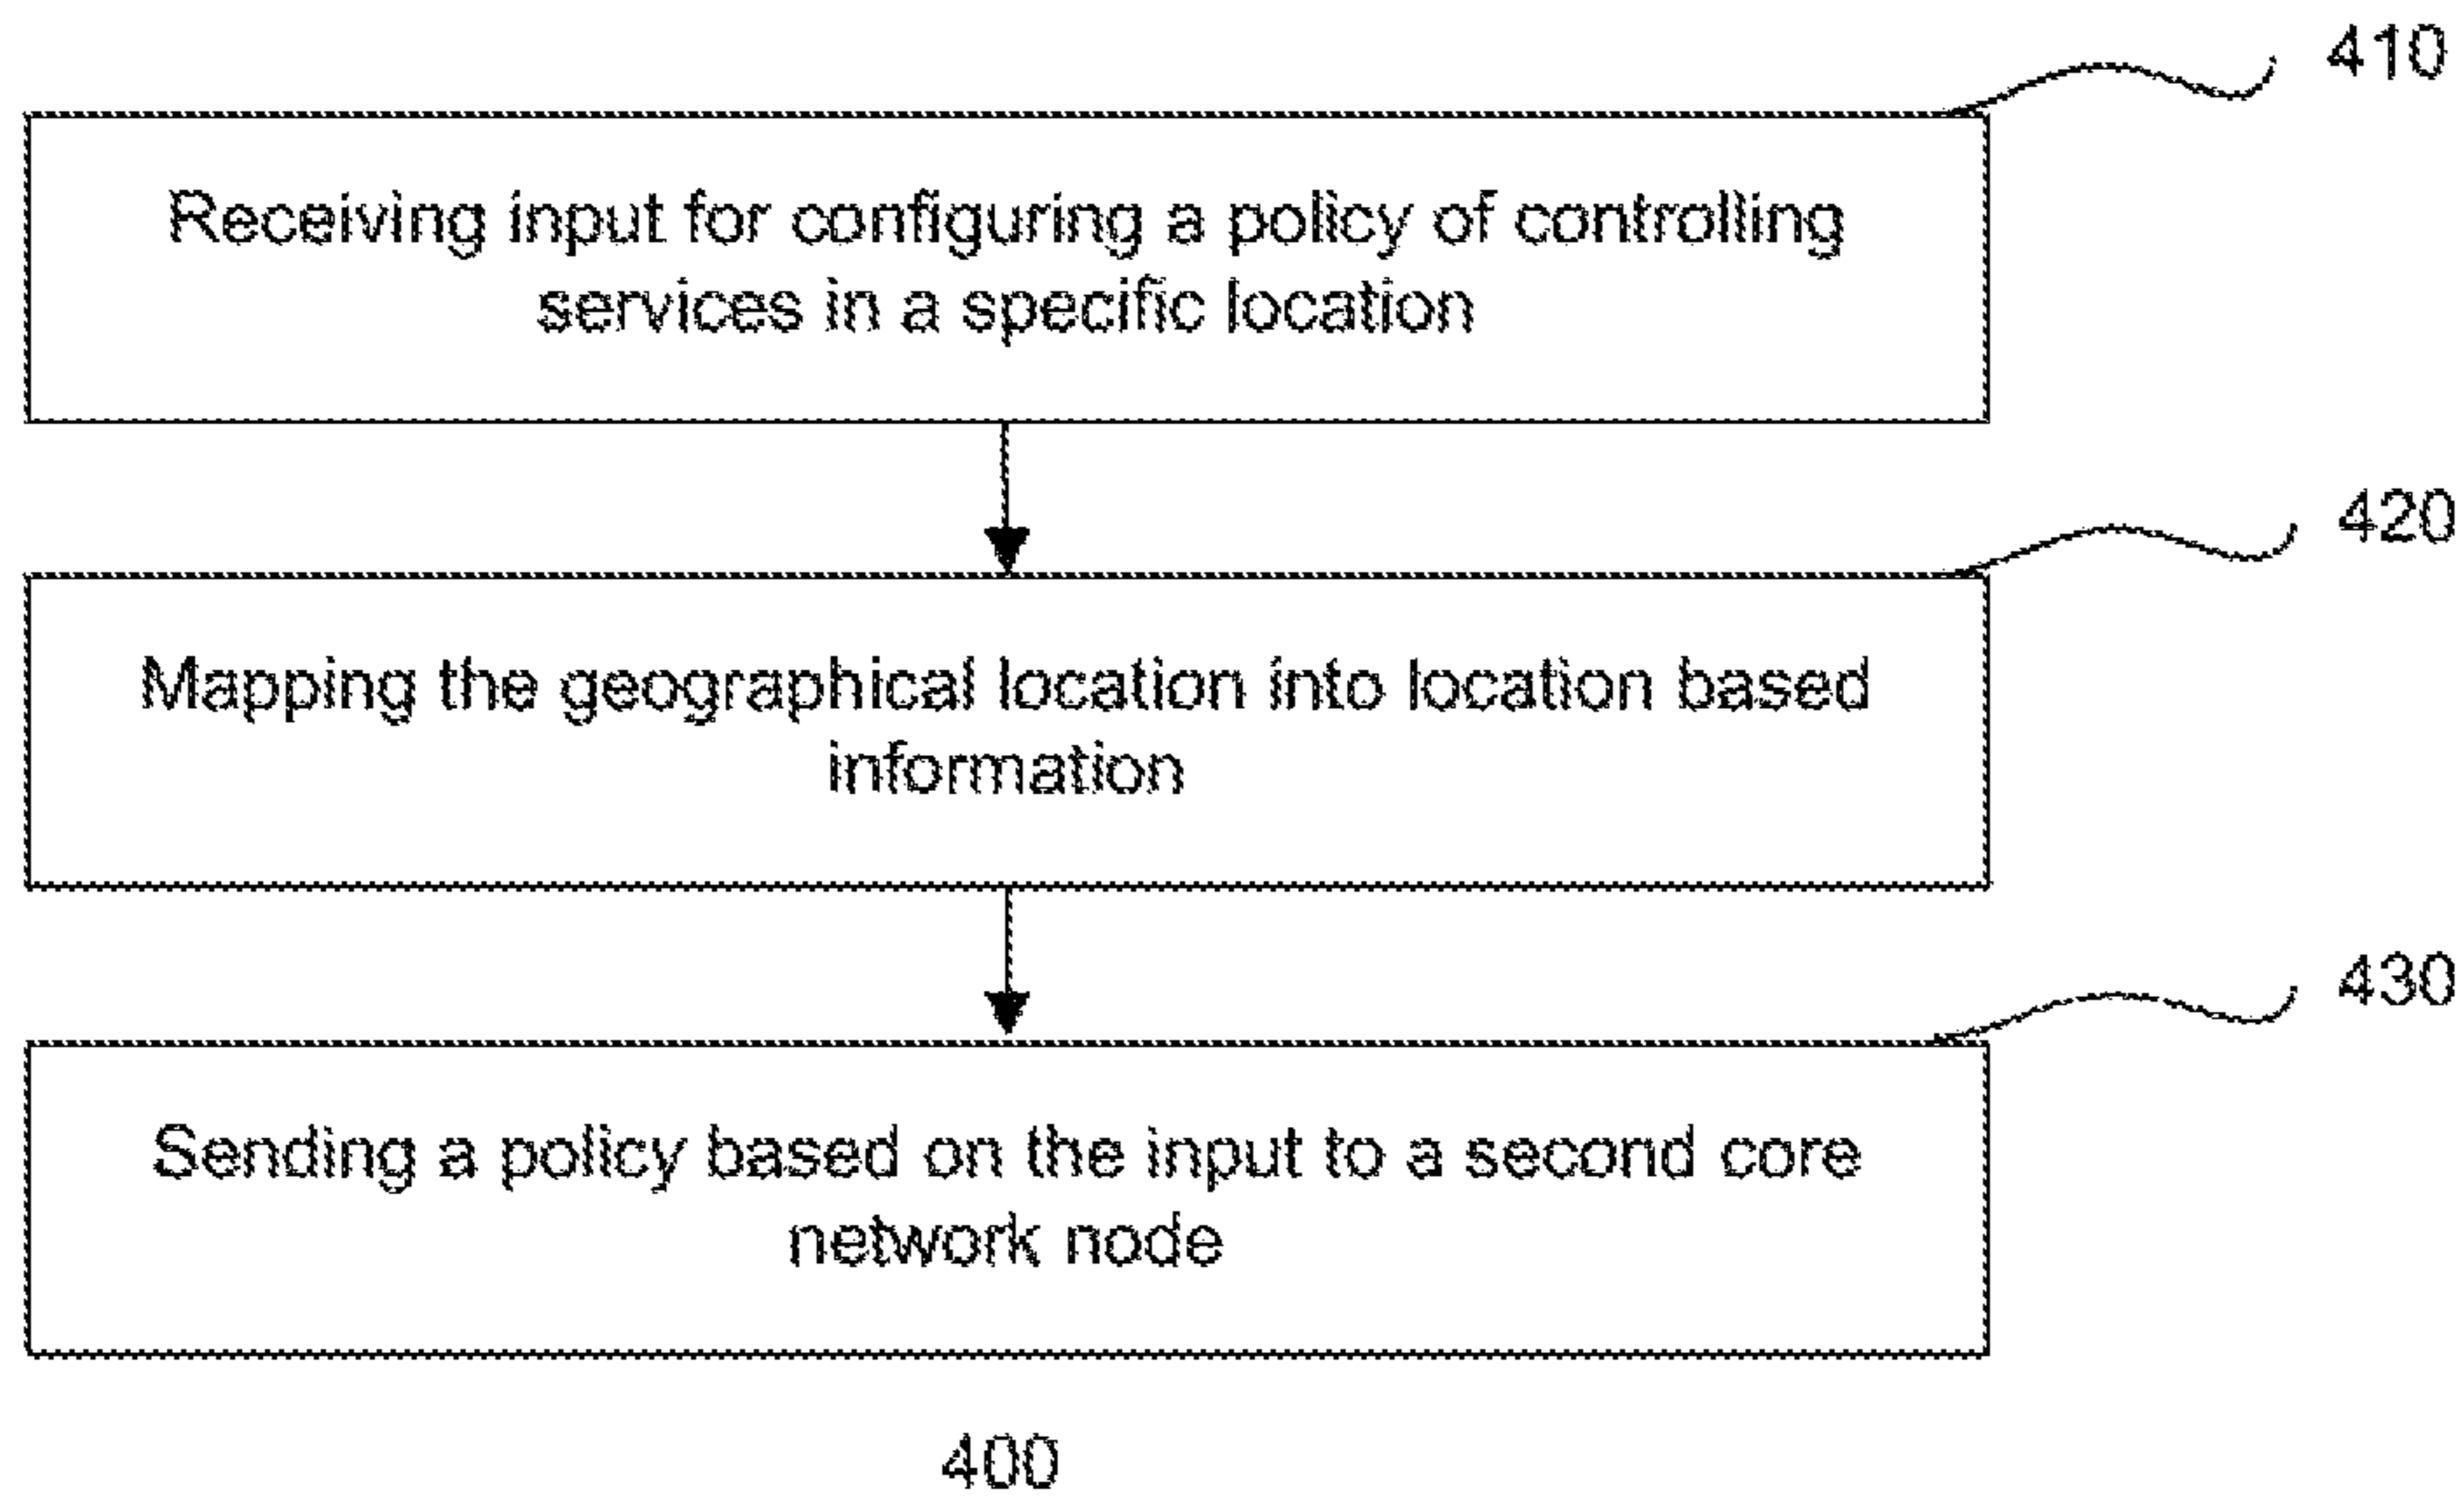 410
Receiving input for configuring a policy of controlling
services in a specific location
420
Mapping the geographical location into location based
information
430
Sending a policy based on the input to a second core
network node
400